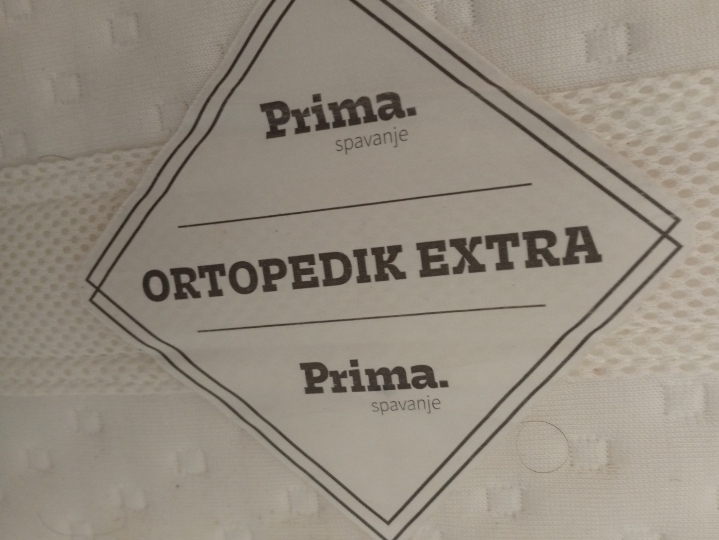 Prima.
spavanje
ORTOPEDIK EXTRA
Prima.
spavanje